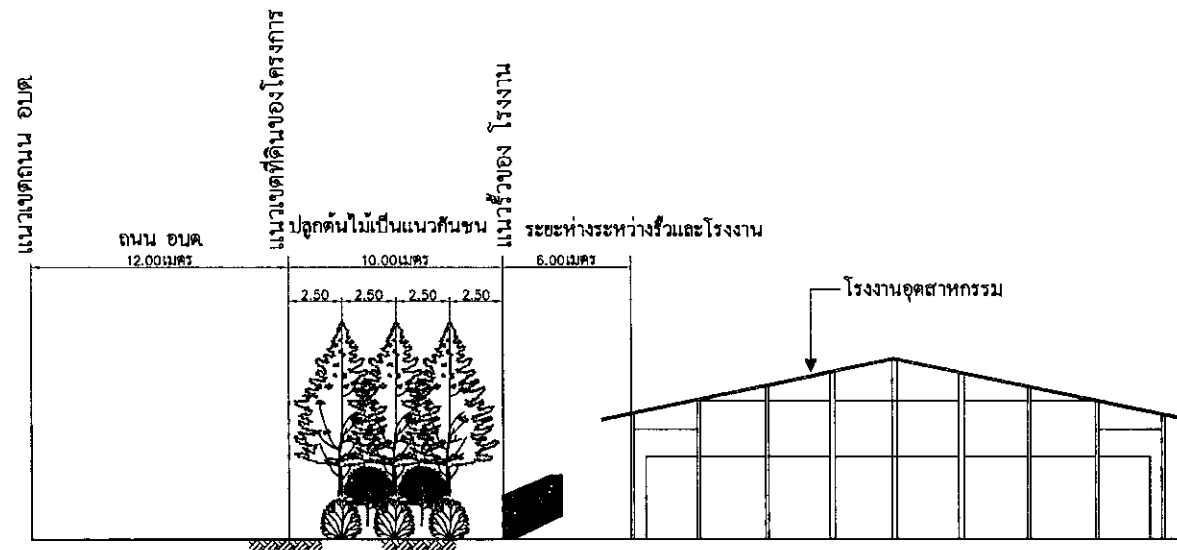 แนวเขตถนน อบต.
แนวเขตที่ดินของโครงการ
แนวรั้วของ โรงงาน
ถนน อบต.
12.00เมตร
ปลูกต้นไม้เป็นแนวกันชน
10.00เมตร
ระยะห่างระหว่างรั้วและโรงงาน
6.00เมตร
2.50 2.50 2.50 2.50
โรงงานอุตสาหกรรม